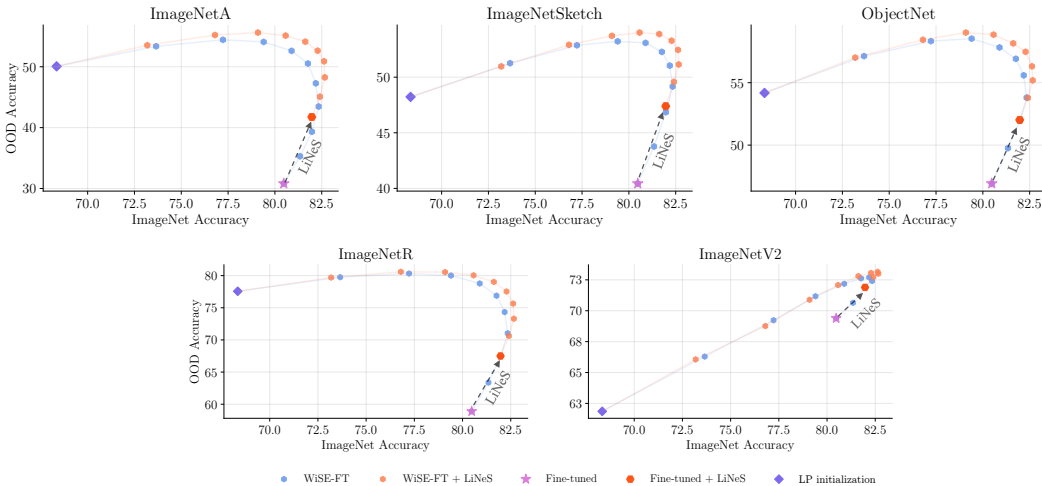 ImageNetA
ImageNetSketch
ObjectNet
OOD Accuracy
50
40
30
LiNeS
70.0
72.5
75.0
77.5
80.0
82.5
ImageNet Accuracy
50
45
40
LiNeS
70.0
72.5
75.0
77.5
80.0
82.5
ImageNet Accuracy
55
50
LiNeS
70.0
72.5
75.0
77.5
80.0
82.5
ImageNet Accuracy
ImageNetR
ImageNetV2
OOD Accuracy
80
75
70
65
60
LiNeS
70.0
72.5
75.0
77.5
80.0
82.5
ImageNet Accuracy
73
70
68
65
63
LiNeS
70.0
72.5
75.0
77.5
80.0
82.5
ImageNet Accuracy
WiSE-FT
WiSE-FT + LiNeS
Fine-tuned
Fine-tuned + LiNeS
LP initialization